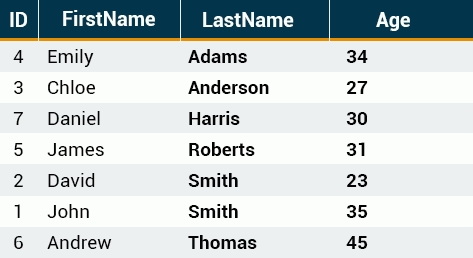 ID FirstName LastName Age
4 Emily Adams 34
3 Chloe Anderson 27
7 Daniel Harris 30
5 James Roberts 31
2 David Smith 23
1 John Smith 35
6 Andrew Thomas 45